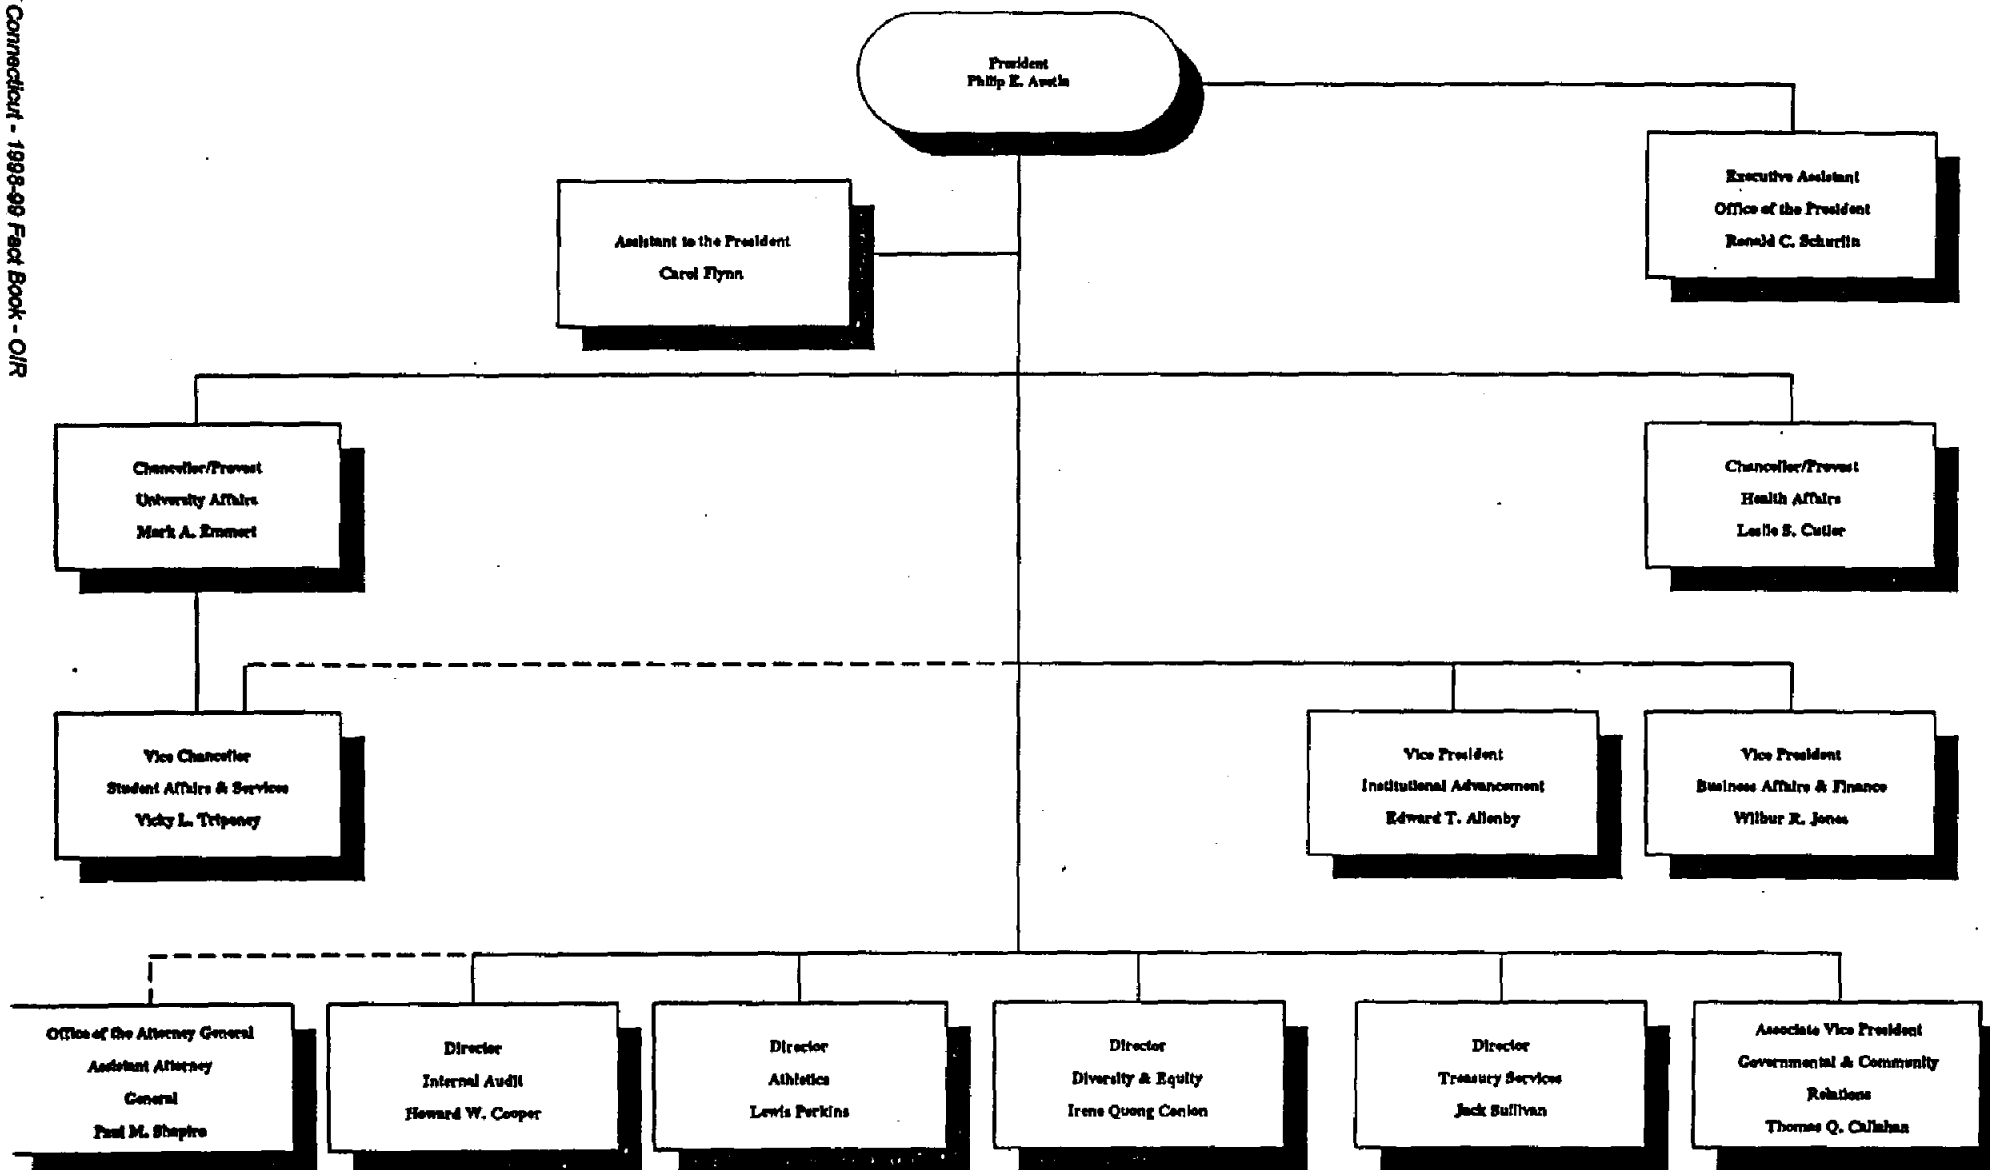 Connecticut - 1998-99 Fact Book - OIR
President
Philip E. Austin
Executive Assistant
Office of the President
Ronald C. Schurin
Assistant to the President
Carol Flynn
Chancellor/Provost
University Affairs
Mark A. Emmert
Chancellor/Provost
Health Affairs
Leslie S. Cutler
Vice Chancellor
Student Affairs & Services
Vicky L. Triponey
Vice President
Institutional Advancement
Edward T. Allenby
Vice President
Business Affairs & Finance
Wilbur R. Jones
Office of the Attorney General
Assistant Attorney
General
Paul M. Shapiro
Director
Internal Audit
Howard W. Cooper
Director
Athletics
Lewis Perkins
Director
Diversity & Equity
Irene Quong Conlon
Director
Treasury Services
Jack Sullivan
Associate Vice President
Governmental & Community
Relations
Thomas Q. Callahan